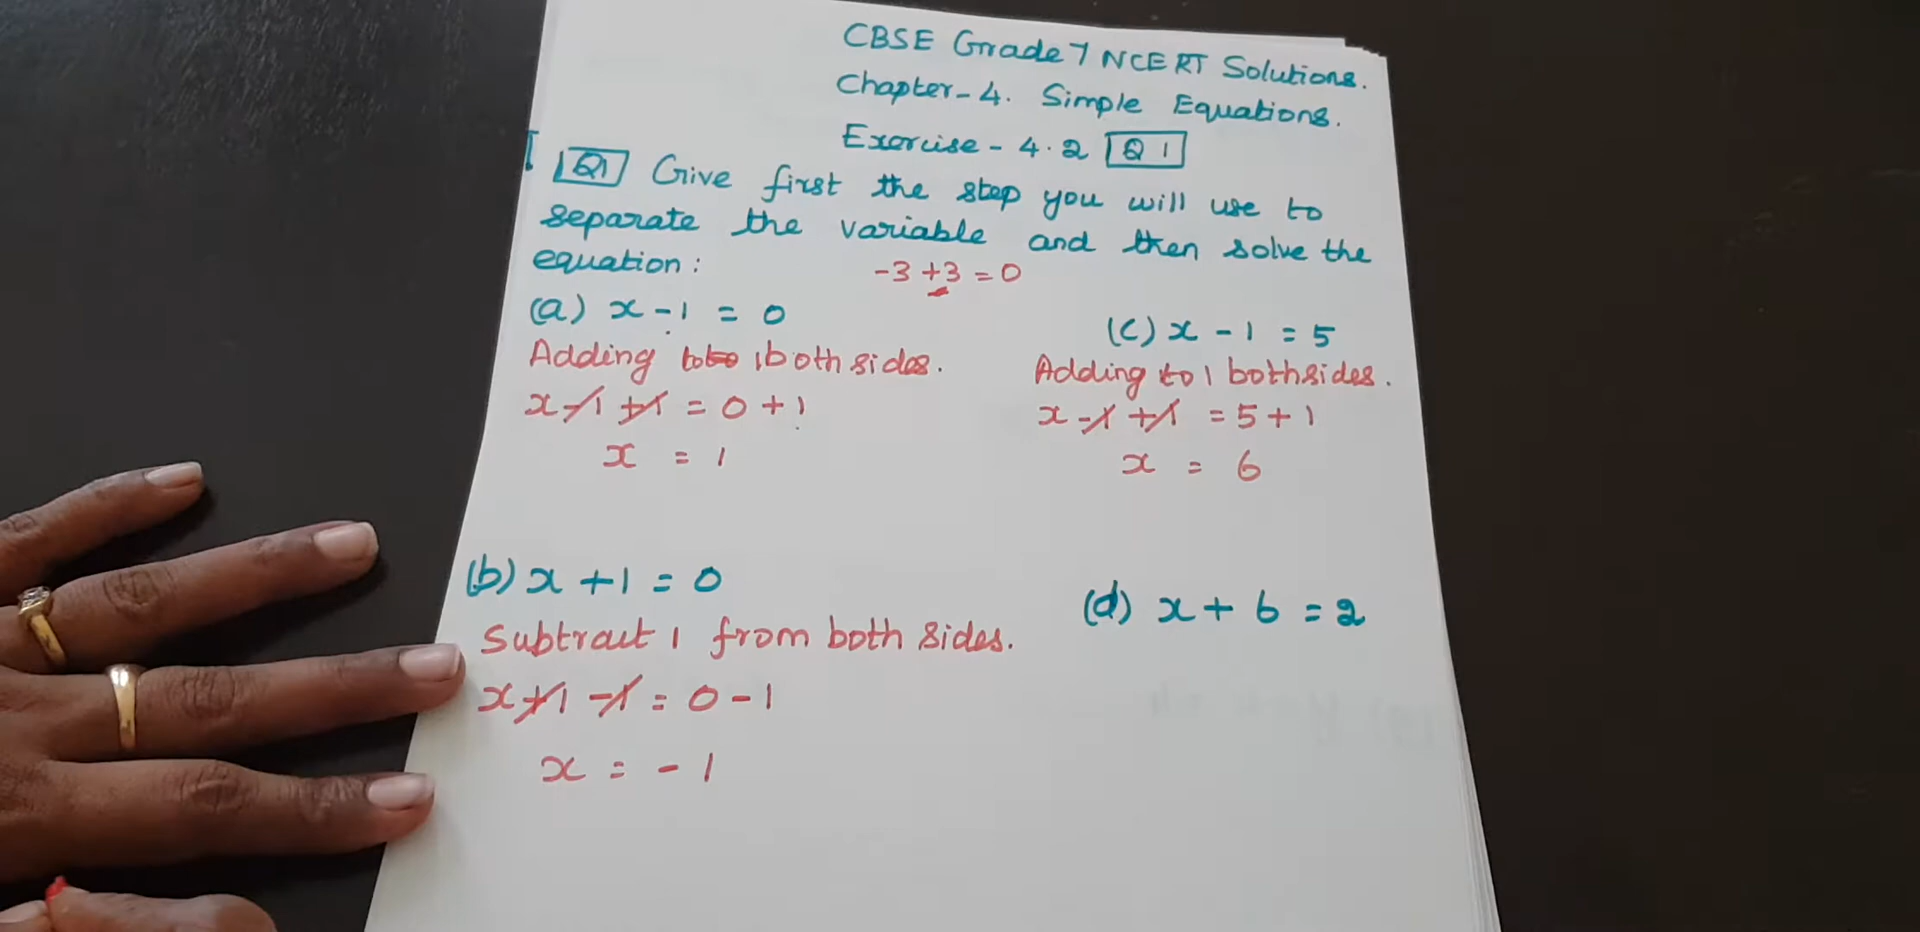 CBSE Grade 7 NCERT Solutions.
Chapter-4. Simple Equations.
Exercise - 4.2 Q1
Q1 Give first the step you will use to
separate the variable and then solve the
equation:
-3 +3 = 0
(a) x - 1 = 0
Adding 1 both sides.
x - 1 + 1 = 0 + 1
x = 1
(c) x - 1 = 5
Adding to 1 both sides.
x - 1 + 1 = 5 + 1
x = 6
(b) x + 1 = 0
Subtract 1 from both sides.
x + 1 - 1 = 0 - 1
x = - 1
(d) x + 6 = 2